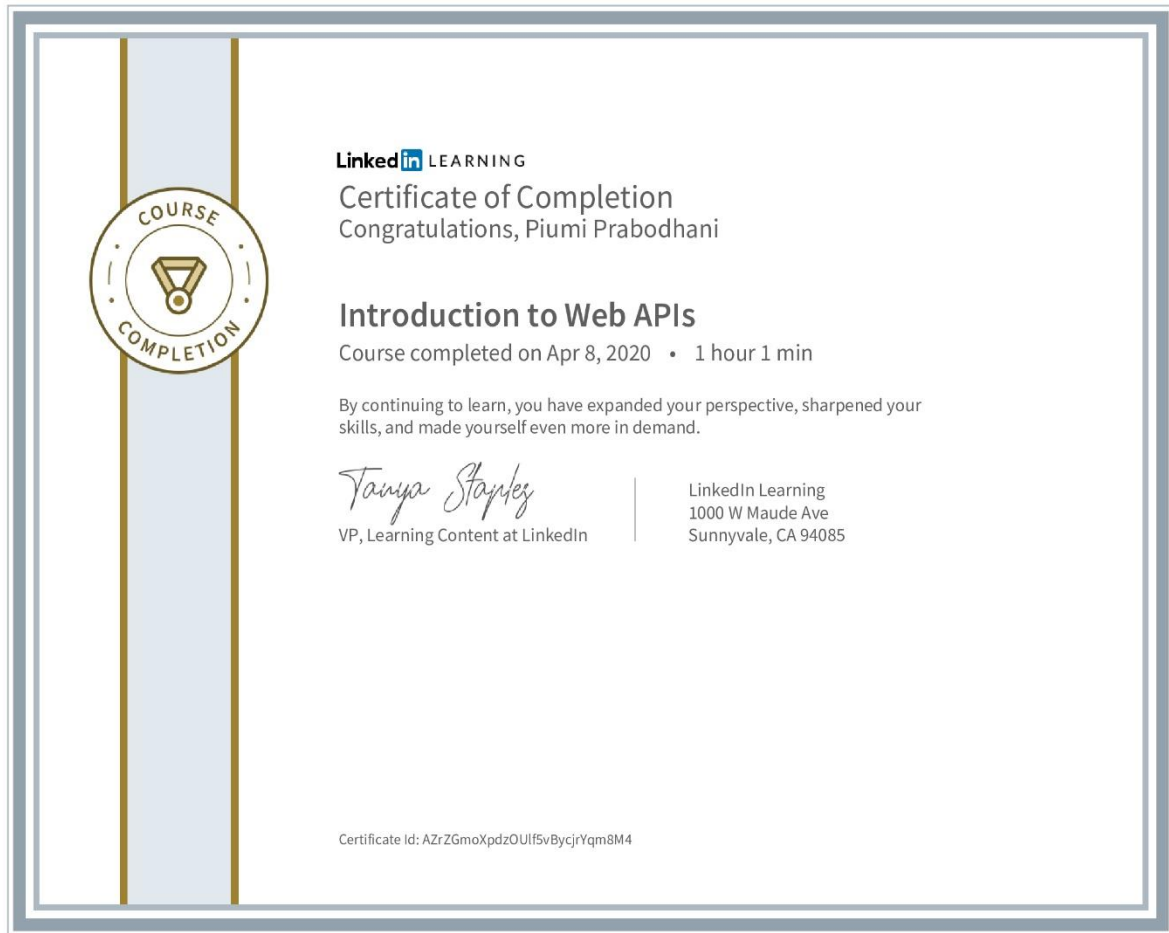 COURSE
COMPLETION
Linked in LEARNING
Certificate of Completion
Congratulations, Piumi Prabodhani
Introduction to Web APIs
Course completed on Apr 8, 2020 • 1 hour 1 min
By continuing to learn, you have expanded your perspective, sharpened your
skills, and made yourself even more in demand.
Tanya Staples
VP, Learning Content at LinkedIn
LinkedIn Learning
1000 W Maude Ave
Sunnyvale, CA 94085
Certificate Id: AZrZGmoXpdzOUlf5vBycjrYqm8M4